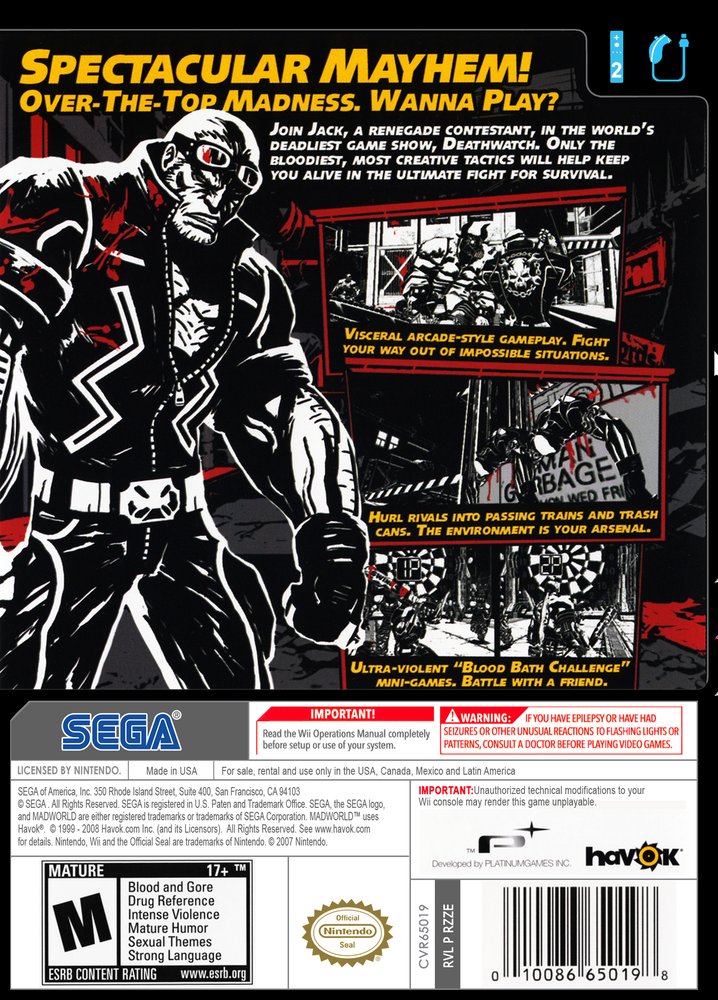 2
SPECTACULAR MAYHEM!
OVER-THE-TOP MADNESS. WANNA PLAY?
JOIN JACK, A RENEGADE CONTESTANT, IN THE WORLD'S
DEADLIEST GAME SHOW, DEATHWATCH. ONLY THE
BLOODIEST, MOST CREATIVE TACTICS WILL HELP KEEP
YOU ALIVE IN THE ULTIMATE FIGHT FOR SURVIVAL.
VISCERAL ARCADE-STYLE GAMEPLAY. FIGHT
YOUR WAY OUT OF IMPOSSIBLE SITUATIONS.
MAN
GARBAGE
MON WED FRI
HURL RIVALS INTO PASSING TRAINS AND TRASH
CANS. THE ENVIRONMENT IS YOUR ARSENAL.
ULTRA-VIOLENT "BLOOD BATH CHALLENGE"
MINI-GAMES. BATTLE WITH A FRIEND.
SEGA®
IMPORTANT!
Read the Wii Operations Manual completely
before setup or use of your system.
WARNING: IF YOU HAVE EPILEPSY OR HAVE HAD
SEIZURES OR OTHER UNUSUAL REACTIONS TO FLASHING LIGHTS OR
PATTERNS, CONSULT A DOCTOR BEFORE PLAYING VIDEO GAMES.
LICENSED BY NINTENDO.
Made in USA
For sale, rental and use only in the USA, Canada, Mexico and Latin America
SEGA of America, Inc. 350 Rhode Island Street, Suite 400, San Francisco, CA 94103
© SEGA . All Rights Reserved. SEGA is registered in U.S. Patent and Trademark Office. SEGA, the SEGA logo,
and MADWORLD are either registered trademarks or trademarks of SEGA Corporation. MADWORLD™ uses
Havok®. © 1999 - 2008 Havok.com Inc. (and its Licensors). All Rights Reserved. See www.havok.com
for details. Nintendo, Wii and the Official Seal are trademarks of Nintendo. © 2007 Nintendo.
IMPORTANT:Unauthorized technical modifications to your
Wii console may render this game unplayable.
TM
Developed by PLATINUMGAMES INC.
havok
MATURE 17+ ™
M
Blood and Gore
Drug Reference
Intense Violence
Mature Humor
Sexual Themes
Strong Language
ESRB CONTENT RATING www.esrb.org
Official
Nintendo
Seal
CVR65019
RVL P RZZE
0 10086 65019 8